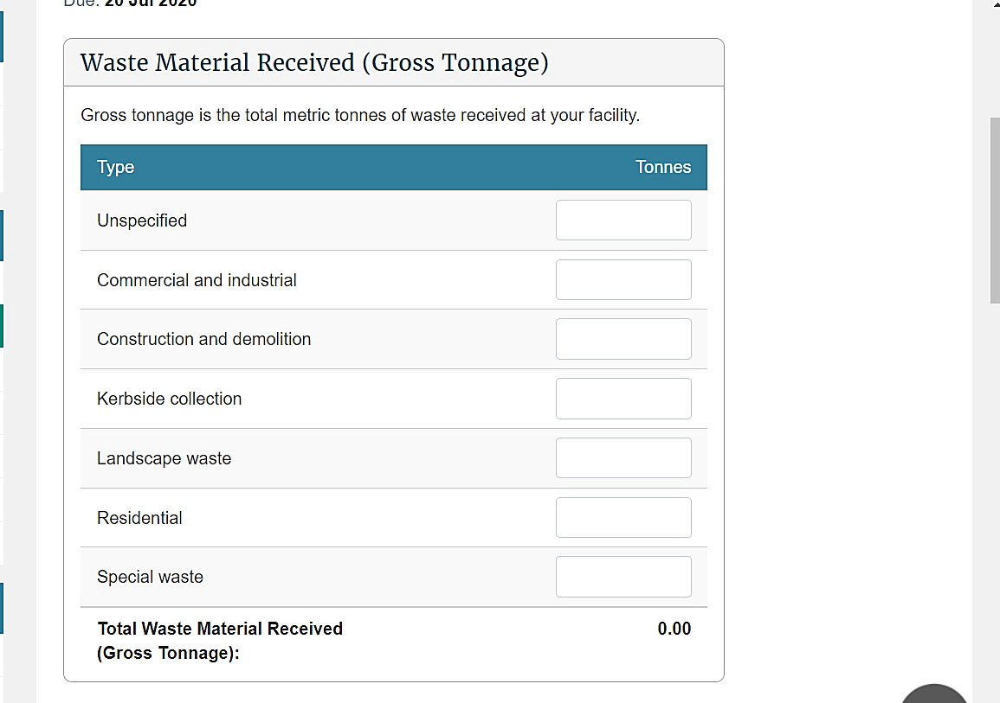 Due: 20 Jul 2020
Waste Material Received (Gross Tonnage)
Gross tonnage is the total metric tonnes of waste received at your facility.
Type Tonnes
Unspecified
Commercial and industrial
Construction and demolition
Kerbside collection
Landscape waste
Residential
Special waste
Total Waste Material Received 0.00
(Gross Tonnage):